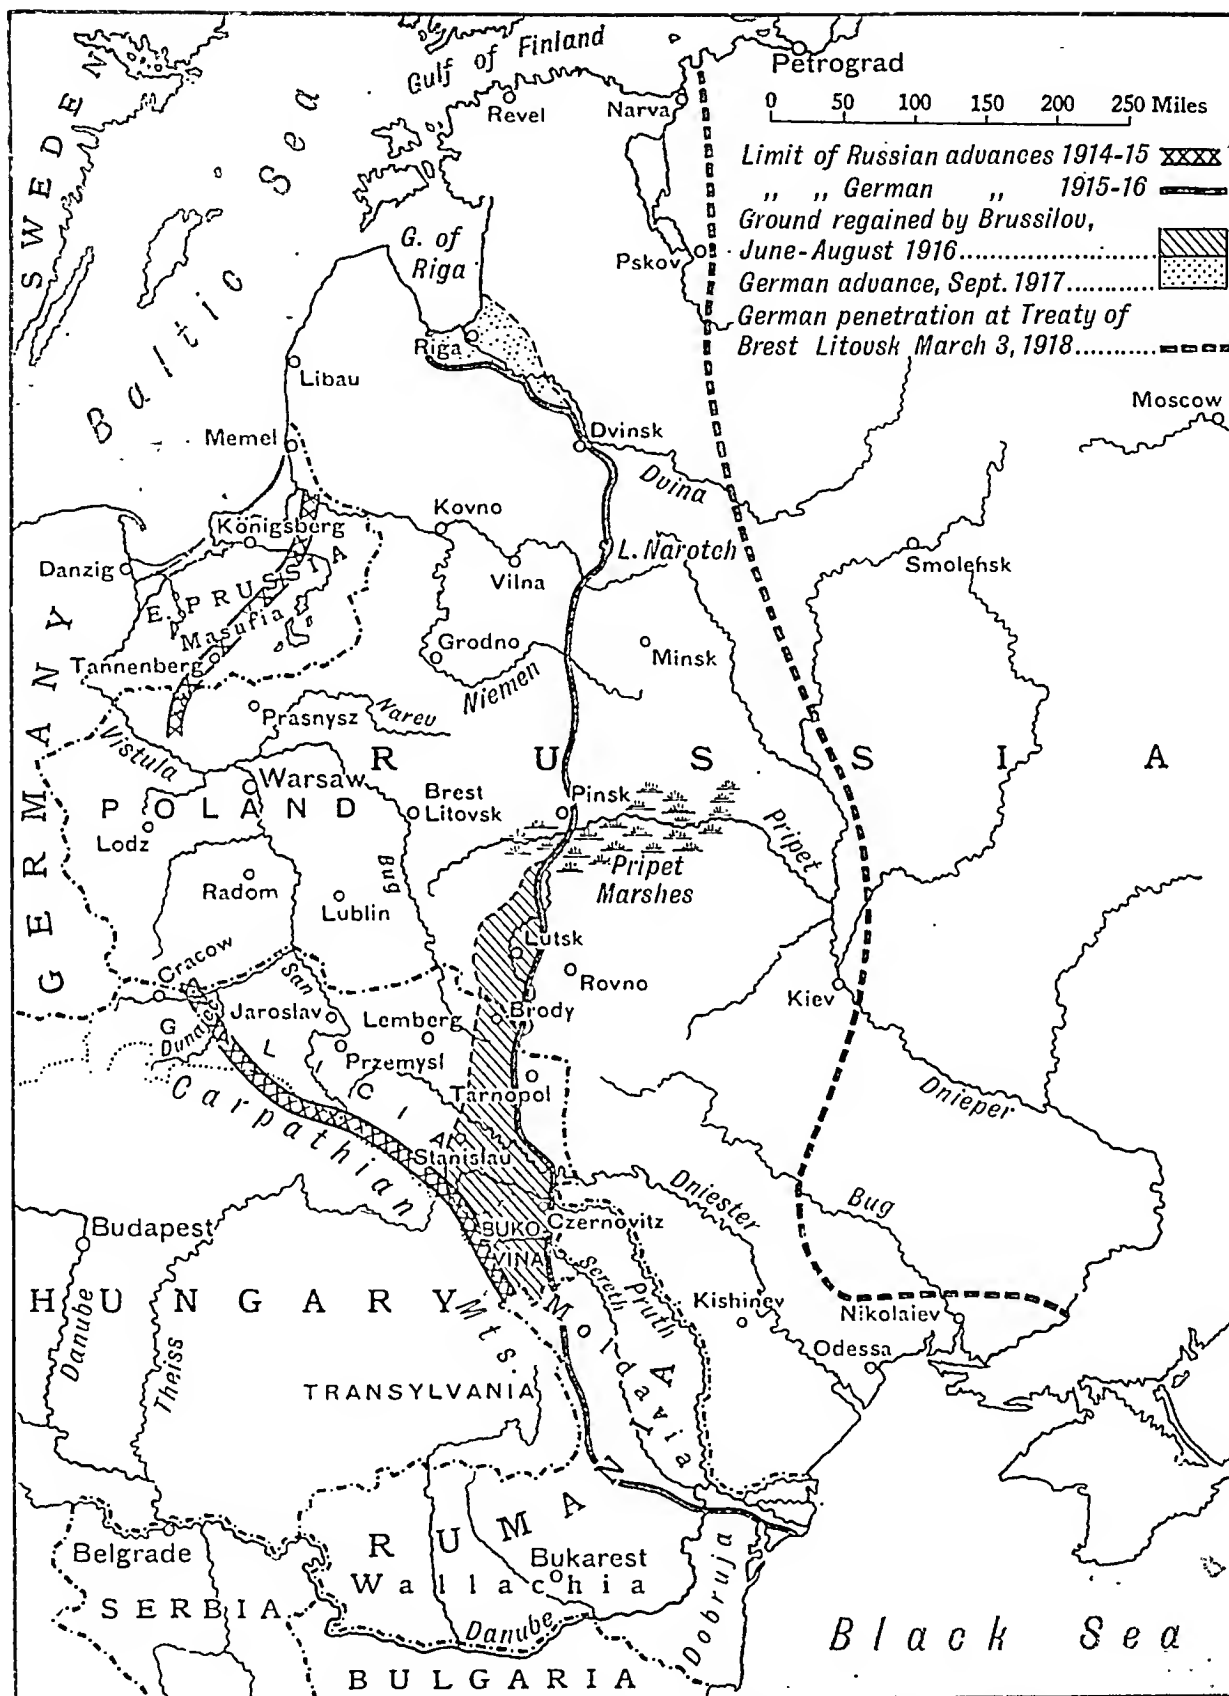 SWEDEN
Baltic Sea
Gulf of Finland
Petrograd
Revel
Narva
0 50 100 150 200 250 Miles
Limit of Russian advances 1914-15
„ „ German „ 1915-16
Ground regained by Brussilov,
June-August 1916
German advance, Sept. 1917
German penetration at Treaty of
Brest Litovsk March 3, 1918
G. of
Riga
Pskov
Riga
Libau
Moscow
Memel
Dvinsk
Dvina
Kovno
Königsberg
L. Narotch
Smolensk
Danzig
Vilna
E. PRUSSIA
Masuria
Grodno
Minsk
Tannenberg
Niemen
Prasnysz
Narev
GERMANY
Vistula
RUSSIA
Warsaw
POLAND
Brest
Litovsk
Pinsk
Lodz
Pripet
Bug
Pripet
Marshes
Radom
Lublin
Lutsk
Cracow
San
Rovno
Kiev
Jaroslav
Lemberg
Brody
GALICIA
Dunajec
Przemysl
Tarnopol
Dnieper
Carpathian Mts.
Stanislau
Dniester
Bug
Budapest
BUKO
VINA
Czernovitz
HUNGARY
Danube
Theiss
Sereth
Pruth
Kishinev
Nikolaiev
Odessa
Moldavia
TRANSYLVANIA
RUMANIA
Belgrade
Bukarest
Wallachia
SERBIA
Danube
Dobruja
Black Sea
BULGARIA